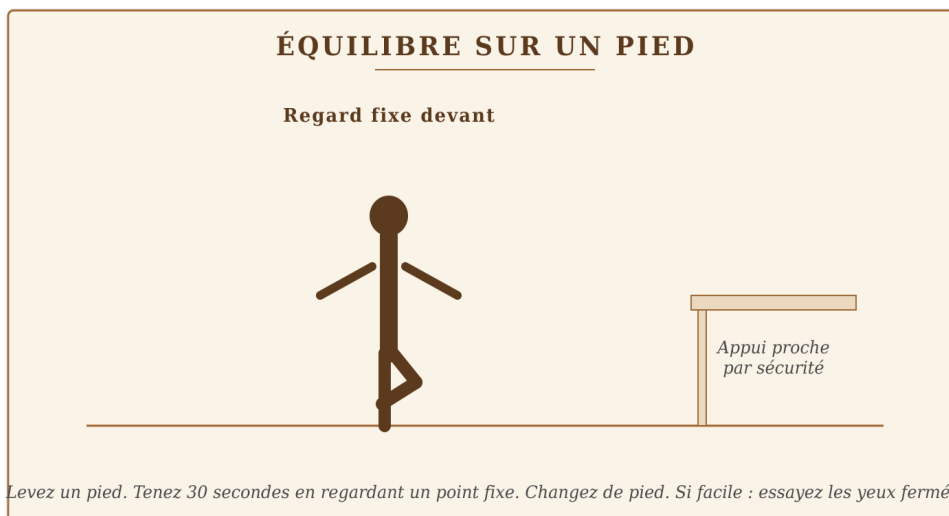 ÉQUILIBRE SUR UN PIED
Regard fixe devant
Appui proche
par sécurité
Levez un pied. Tenez 30 secondes en regardant un point fixe. Changez de pied. Si facile : essayez les yeux fermé